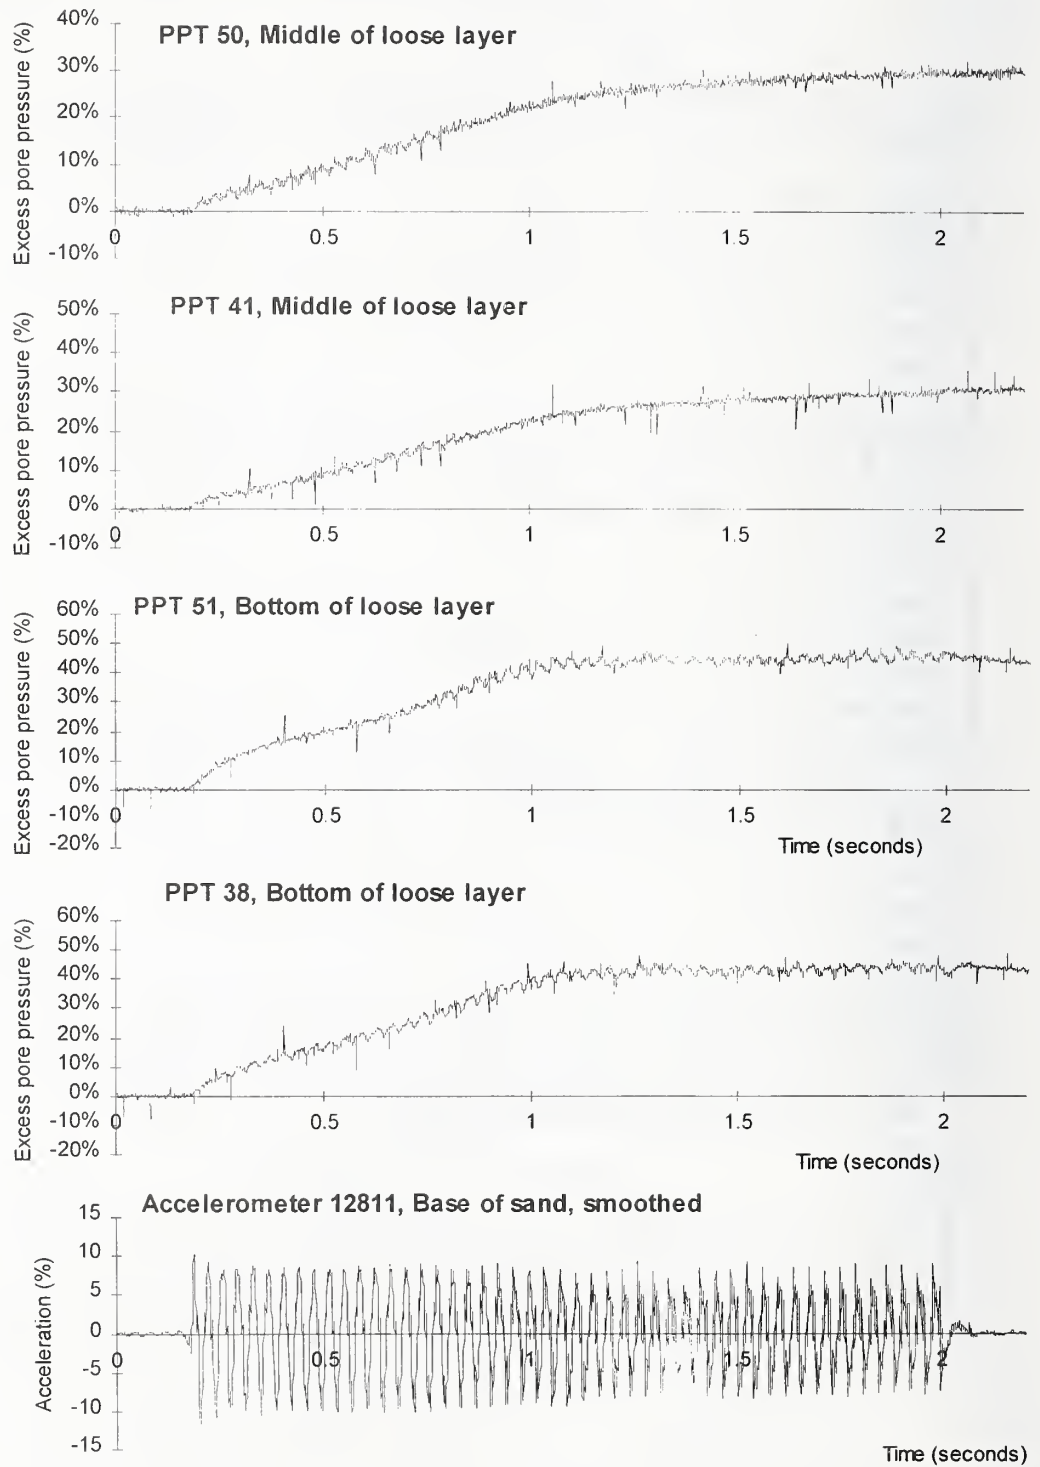 PPT 50, Middle of loose layer
Excess pore pressure (%)
40%
30%
20%
10%
0%
-10%
0 0.5 1 1.5 2
PPT 41, Middle of loose layer
Excess pore pressure (%)
50%
40%
30%
20%
10%
0%
-10%
0 0.5 1 1.5 2
PPT 51, Bottom of loose layer
Excess pore pressure (%)
60%
50%
40%
30%
20%
10%
0%
-10%
-20%
0 0.5 1 1.5 2
Time (seconds)
PPT 38, Bottom of loose layer
Excess pore pressure (%)
60%
50%
40%
30%
20%
10%
0%
-10%
-20%
0 0.5 1 1.5 2
Time (seconds)
Accelerometer 12811, Base of sand, smoothed
Acceleration (%)
15
10
5
0
-5
-10
-15
0 0.5 1 1.5 2
Time (seconds)